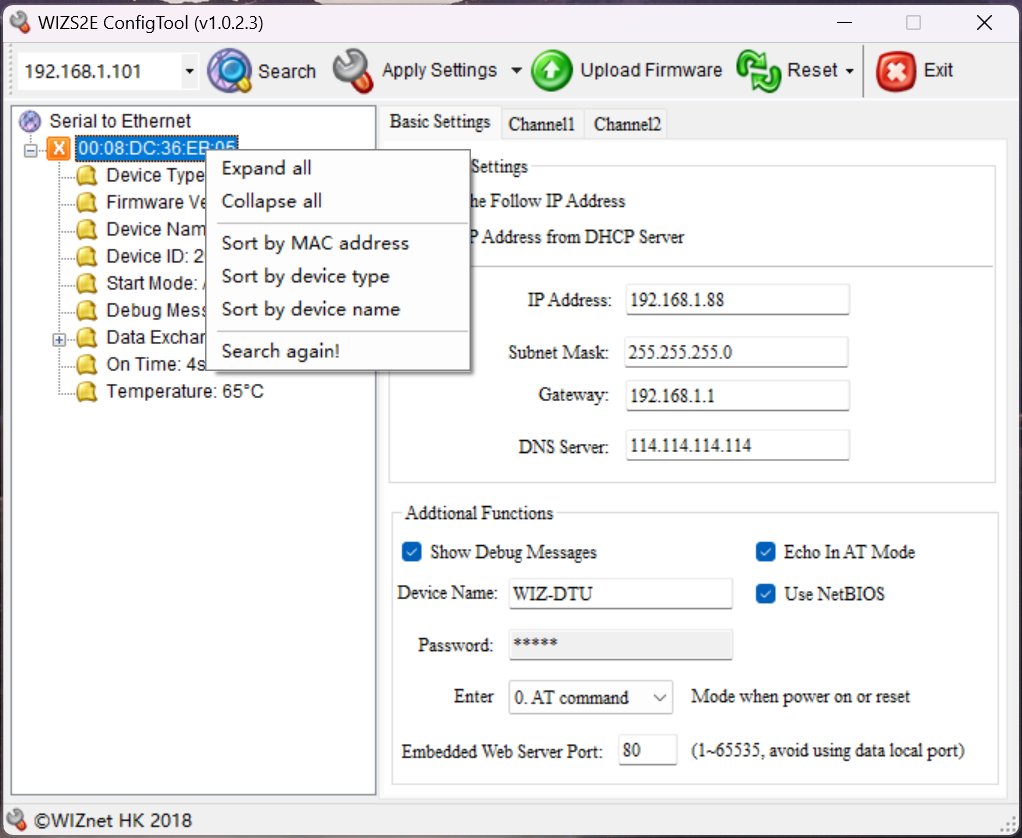 WIZS2E ConfigTool (v1.0.2.3)
192.168.1.101 Search Apply Settings Upload Firmware Reset Exit
Serial to Ethernet
00:08:DC:36:EB:05
Device Type
Firmware Ve
Device Nam
Device ID: 2
Start Mode:
Debug Mess
Data Exchar
On Time: 4s
Temperature: 65°C
Expand all
Collapse all
Sort by MAC address
Sort by device type
Sort by device name
Search again!
Basic Settings Channel1 Channel2
Settings
he Follow IP Address
P Address from DHCP Server
IP Address: 192.168.1.88
Subnet Mask: 255.255.255.0
Gateway: 192.168.1.1
DNS Server: 114.114.114.114
Addtional Functions
Show Debug Messages Echo In AT Mode
Device Name: WIZ-DTU Use NetBIOS
Password: *****
Enter 0. AT command Mode when power on or reset
Embedded Web Server Port: 80 (1~65535, avoid using data local port)
©WIZnet HK 2018